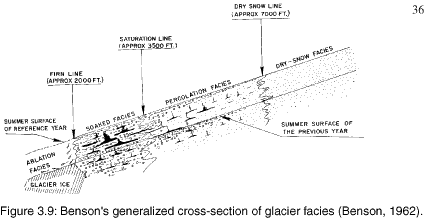 36
DRY SNOW LINE
(APPROX 7000 FT.)
SATURATION LINE
(APPROX 3500 FT.)
FIRN LINE
(APPROX 2000 FT.)
DRY-SNOW FACIES
PERCOLATION FACIES
SOAKED FACIES
SUMMER SURFACE
OF REFERENCE YEAR
SUMMER SURFACE OF
THE PREVIOUS YEAR
ABLATION
FACIES
GLACIER ICE
Figure 3.9: Benson's generalized cross-section of glacier facies (Benson, 1962).